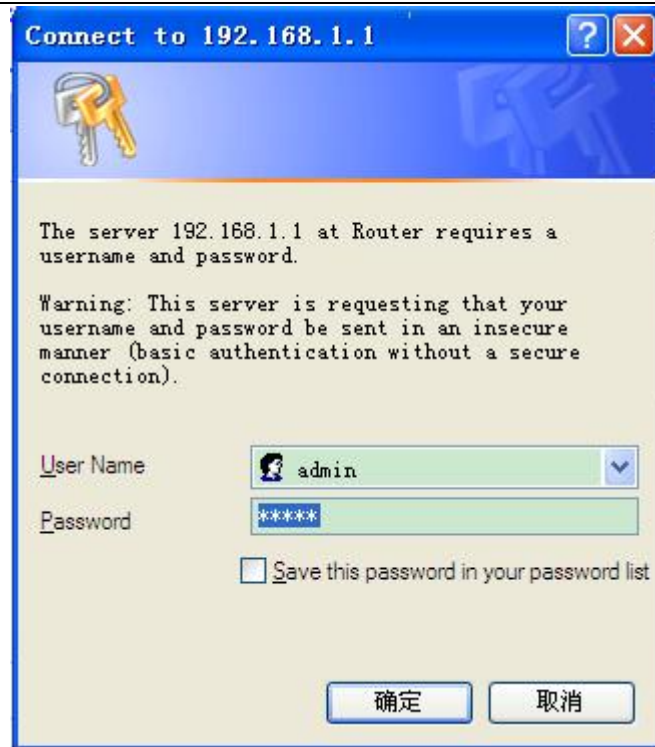 Connect to 192.168.1.1
The server 192.168.1.1 at Router requires a
username and password.
Warning: This server is requesting that your
username and password be sent in an insecure
manner (basic authentication without a secure
connection).
User Name
admin
Password
*****
Save this password in your password list
确定
取消